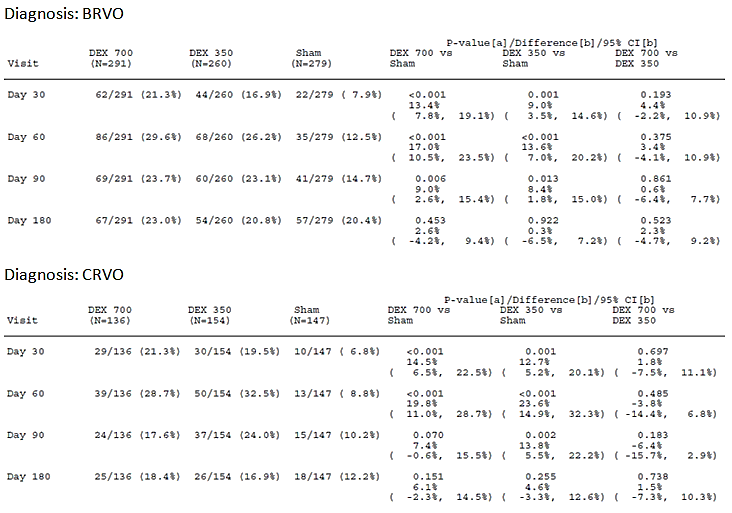 Diagnosis: BRVO
P-value[a]/Difference[b]/95% CI[b]
DEX 700 DEX 350 Sham DEX 700 vs DEX 350 vs DEX 700 vs
Visit (N=291) (N=260) (N=279) Sham Sham DEX 350
Day 30 62/291 (21.3%) 44/260 (16.9%) 22/279 ( 7.9%) <0.001 0.001 0.193
13.4% 9.0% 4.4%
( 7.8%, 19.1%) ( 3.5%, 14.6%) ( -2.2%, 10.9%)
Day 60 86/291 (29.6%) 68/260 (26.2%) 35/279 (12.5%) <0.001 <0.001 0.375
17.0% 13.6% 3.4%
( 10.5%, 23.5%) ( 7.0%, 20.2%) ( -4.1%, 10.9%)
Day 90 69/291 (23.7%) 60/260 (23.1%) 41/279 (14.7%) 0.006 0.013 0.861
9.0% 8.4% 0.6%
( 2.6%, 15.4%) ( 1.8%, 15.0%) ( -6.4%, 7.7%)
Day 180 67/291 (23.0%) 54/260 (20.8%) 57/279 (20.4%) 0.453 0.922 0.523
2.6% 0.3% 2.3%
( -4.2%, 9.4%) ( -6.5%, 7.2%) ( -4.7%, 9.2%)
Diagnosis: CRVO
P-value[a]/Difference[b]/95% CI[b]
DEX 700 DEX 350 Sham DEX 700 vs DEX 350 vs DEX 700 vs
Visit (N=136) (N=154) (N=147) Sham Sham DEX 350
Day 30 29/136 (21.3%) 30/154 (19.5%) 10/147 ( 6.8%) <0.001 0.001 0.697
14.5% 12.7% 1.8%
( 6.5%, 22.5%) ( 5.2%, 20.1%) ( -7.5%, 11.1%)
Day 60 39/136 (28.7%) 50/154 (32.5%) 13/147 ( 8.8%) <0.001 <0.001 0.485
19.8% 23.6% -3.8%
( 11.0%, 28.7%) ( 14.9%, 32.3%) (-14.4%, 6.8%)
Day 90 24/136 (17.6%) 37/154 (24.0%) 15/147 (10.2%) 0.070 0.002 0.183
7.4% 13.8% -6.4%
( -0.6%, 15.5%) ( 5.5%, 22.2%) (-15.7%, 2.9%)
Day 180 25/136 (18.4%) 26/154 (16.9%) 18/147 (12.2%) 0.151 0.255 0.738
6.1% 4.6% 1.5%
( -2.3%, 14.5%) ( -3.3%, 12.6%) ( -7.3%, 10.3%)